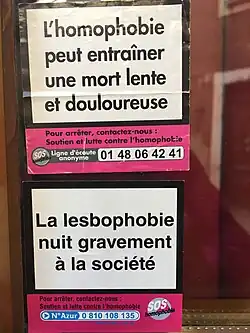 L'homophobie
peut entraîner
une mort lente
et douloureuse
Pour arrêter, contactez-nous :
Soutien et lutte contre l'homophobie
SOS Ligne d'écoute anonyme 01 48 06 42 41
La lesbophobie
nuit gravement
à la société
Pour arrêter, contactez-nous :
Soutien et lutte contre l'homophobie
N°Azur 0 810 108 135
SOS
homophobie